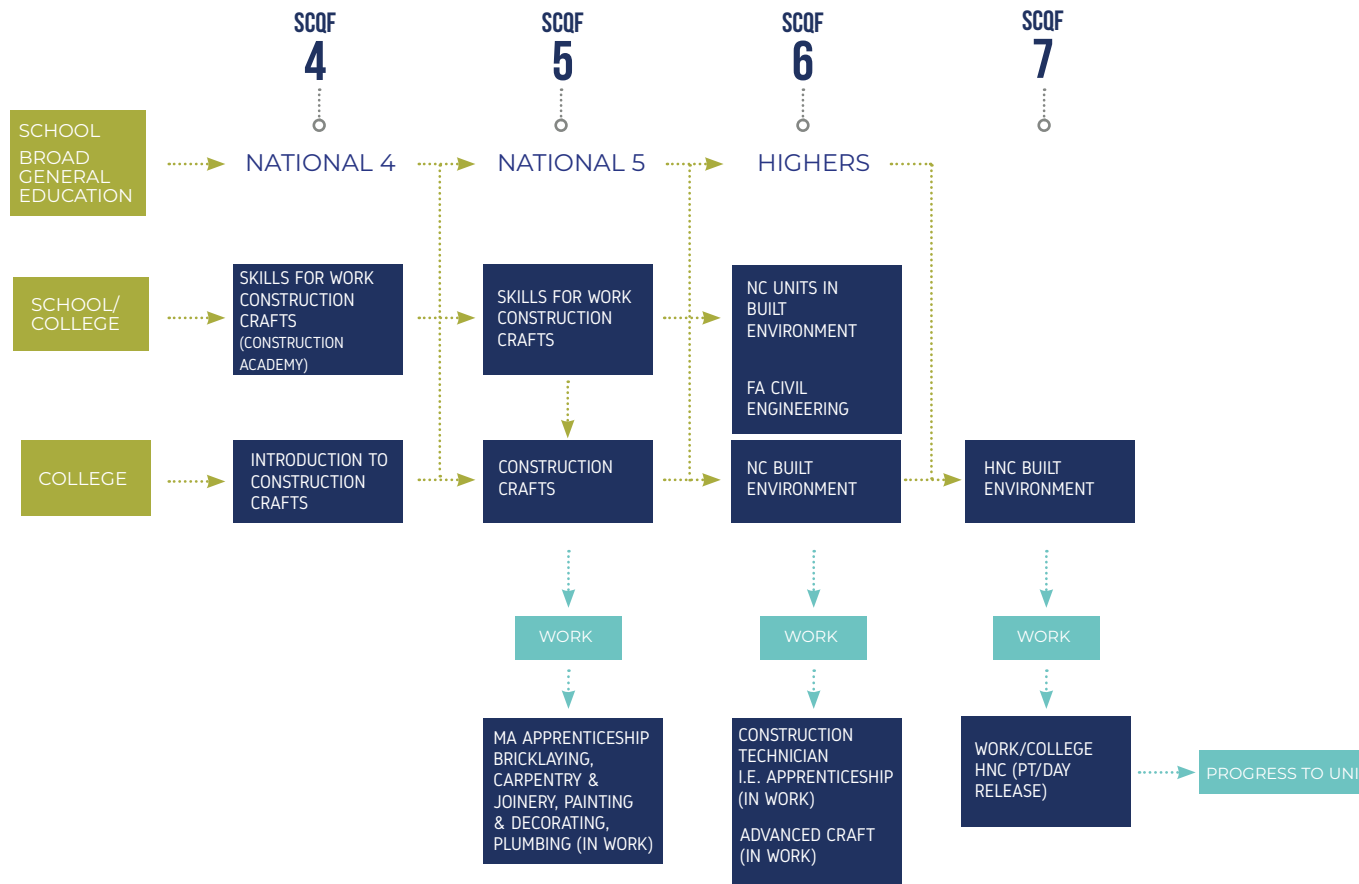 SCQF
4
SCQF
5
SCQF
6
SCQF
7
SCHOOL
BROAD
GENERAL
EDUCATION
NATIONAL 4
NATIONAL 5
HIGHERS
SCHOOL/
COLLEGE
SKILLS FOR WORK
CONSTRUCTION
CRAFTS
(CONSTRUCTION
ACADEMY)
SKILLS FOR WORK
CONSTRUCTION
CRAFTS
NC UNITS IN
BUILT
ENVIRONMENT
FA CIVIL
ENGINEERING
COLLEGE
INTRODUCTION TO
CONSTRUCTION
CRAFTS
CONSTRUCTION
CRAFTS
NC BUILT
ENVIRONMENT
HNC BUILT
ENVIRONMENT
WORK
WORK
WORK
MA APPRENTICESHIP
BRICKLAYING,
CARPENTRY &
JOINERY, PAINTING
& DECORATING,
PLUMBING (IN WORK)
CONSTRUCTION
TECHNICIAN
I.E. APPRENTICESHIP
(IN WORK)
ADVANCED CRAFT
(IN WORK)
WORK/COLLEGE
HNC (PT/DAY
RELEASE)
PROGRESS TO UNI